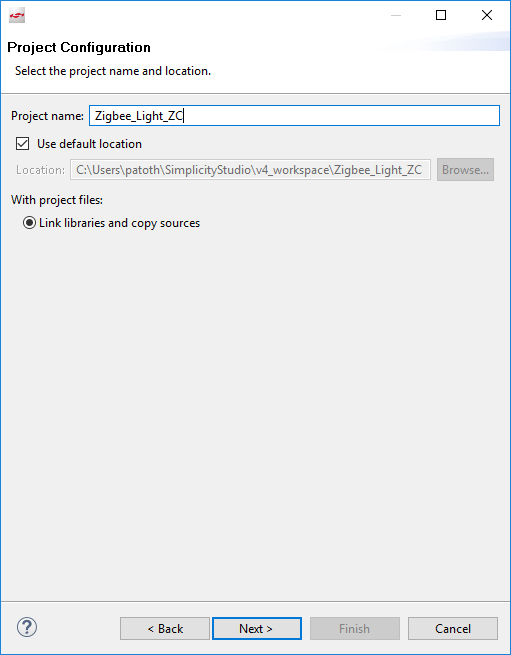 Project Configuration
Select the project name and location.
Project name: Zigbee_Light_ZC
Use default location
Location: C:\Users\patoth\SimplicityStudio\v4_workspace\Zigbee_Light_ZC Browse...
With project files:
Link libraries and copy sources
? < Back Next > Finish Cancel